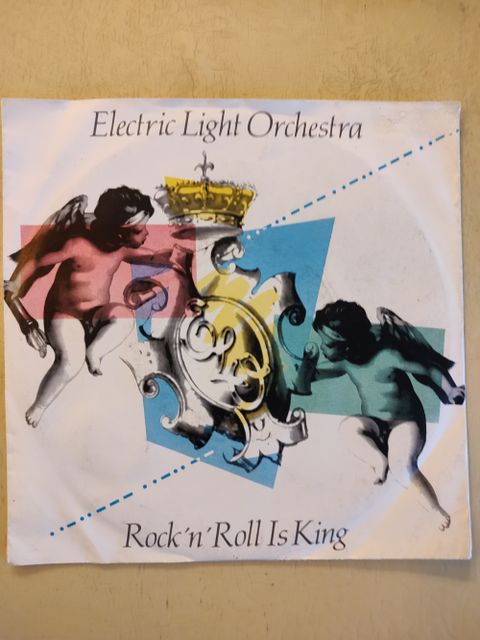 Electric Light Orchestra
Rock 'n' Roll Is King